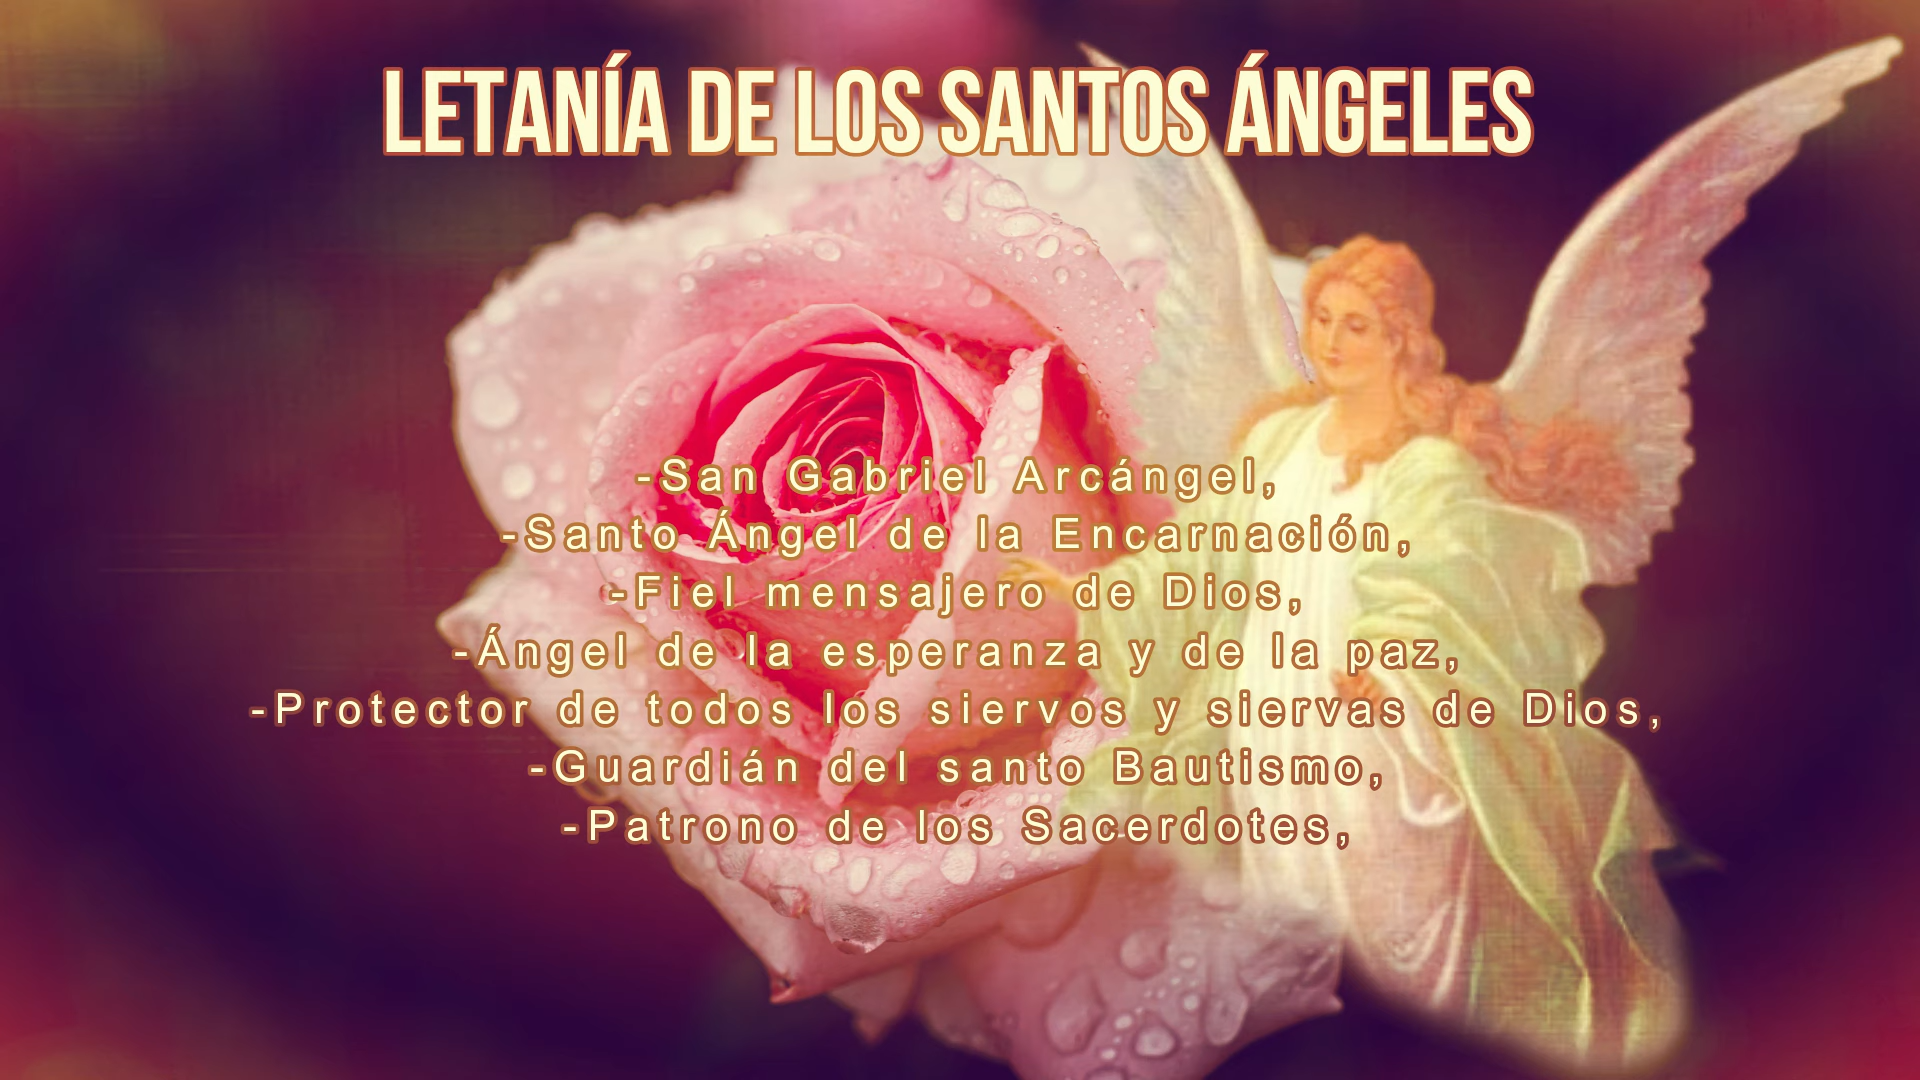 LETANÍA DE LOS SANTOS ÁNGELES
-San Gabriel Arcángel,
-Santo Ángel de la Encarnación,
-Fiel mensajero de Dios,
-Ángel de la esperanza y de la paz,
-Protector de todos los siervos y siervas de Dios,
-Guardián del santo Bautismo,
-Patrono de los Sacerdotes,